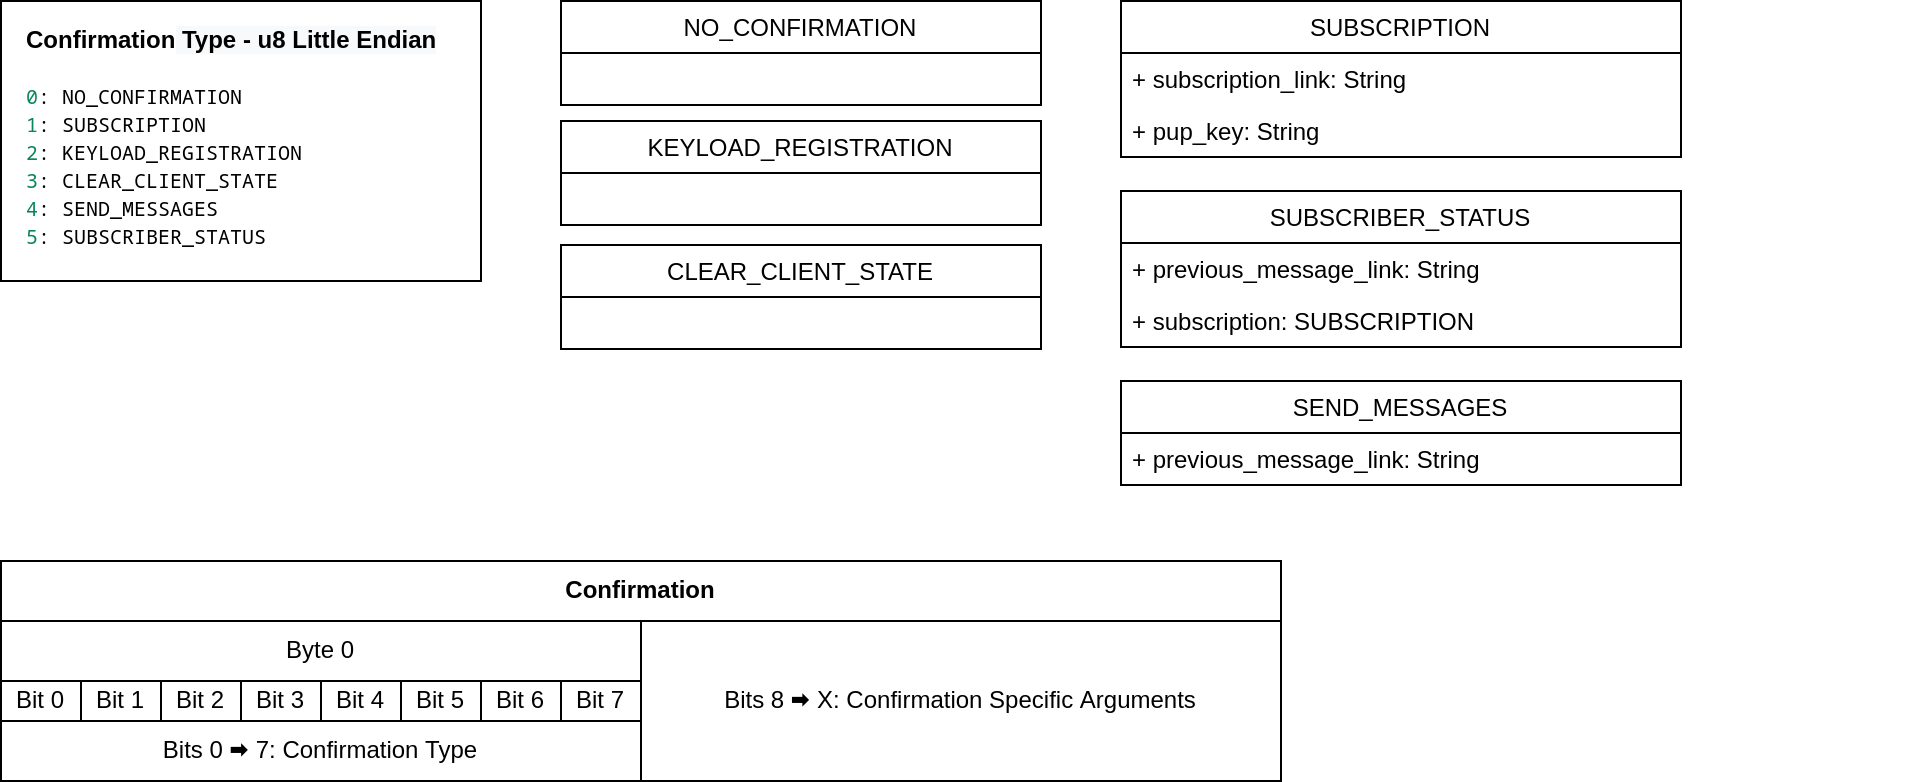 Confirmation Type - u8 Little Endian
0: NO_CONFIRMATION
1: SUBSCRIPTION
2: KEYLOAD_REGISTRATION
3: CLEAR_CLIENT_STATE
4: SEND_MESSAGES
5: SUBSCRIBER_STATUS
NO_CONFIRMATION
KEYLOAD_REGISTRATION
CLEAR_CLIENT_STATE
SUBSCRIPTION
+ subscription_link: String
+ pup_key: String
SUBSCRIBER_STATUS
+ previous_message_link: String
+ subscription: SUBSCRIPTION
SEND_MESSAGES
+ previous_message_link: String
Confirmation
Byte 0
Bit 0 Bit 1 Bit 2 Bit 3 Bit 4 Bit 5 Bit 6 Bit 7
Bits 0 ➡ 7: Confirmation Type
Bits 8 ➡ X: Confirmation Specific Arguments